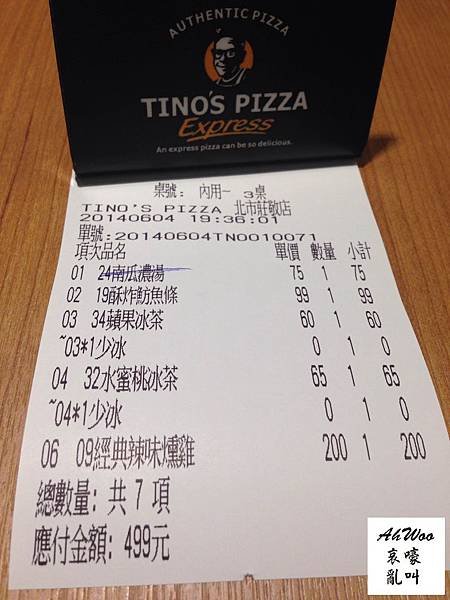 AUTHENTIC PIZZA
TINO'S PIZZA
Express
An express pizza can be so delicious.
桌號: 內用~ 3桌
TINO'S PIZZA 北市莊敬店
20140604 19:36:01
單號:20140604TN0010071
項次品名 單價 數量 小計
01 24南瓜濃湯 75 1 75
02 19酥炸魴魚條 99 1 99
03 34蘋果冰茶 60 1 60
~03*1少冰 0 1 0
04 32水蜜桃冰茶 65 1 65
~04*1少冰 0 1 0
06 09經典辣味燻雞 200 1 200
總數量: 共 7 項
應付金額: 499元
AhWoo
哀嚎
亂叫